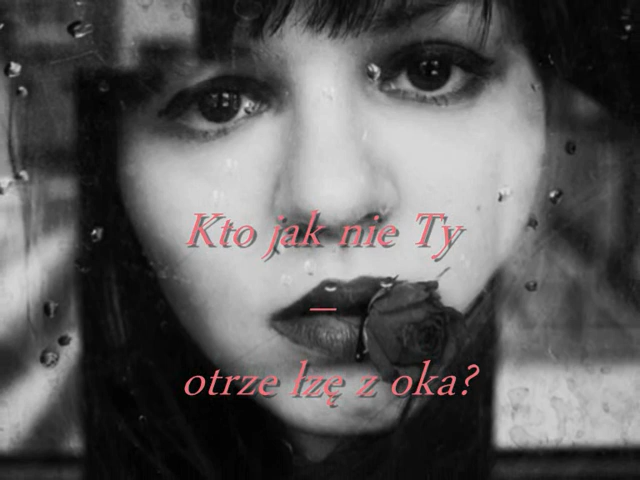 Kto jak nie Ty
–
otrze łzę z oka?